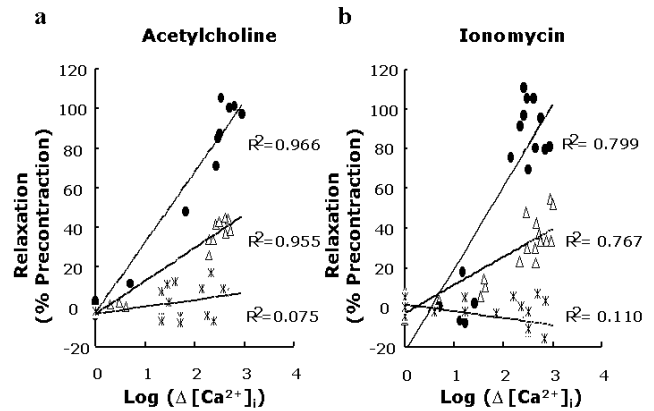 a
Acetylcholine
Relaxation
(% Precontraction)
120
100
80
60
40
20
0
-20
R²=0.966
R²=0.955
R²=0.075
0
1
2
3
4
Log (Δ [Ca²⁺]i)
b
Ionomycin
Relaxation
(% Precontraction)
120
100
80
60
40
20
0
-20
R²= 0.799
R²= 0.767
R²= 0.110
0
1
2
3
4
Log (Δ [Ca²⁺]i)